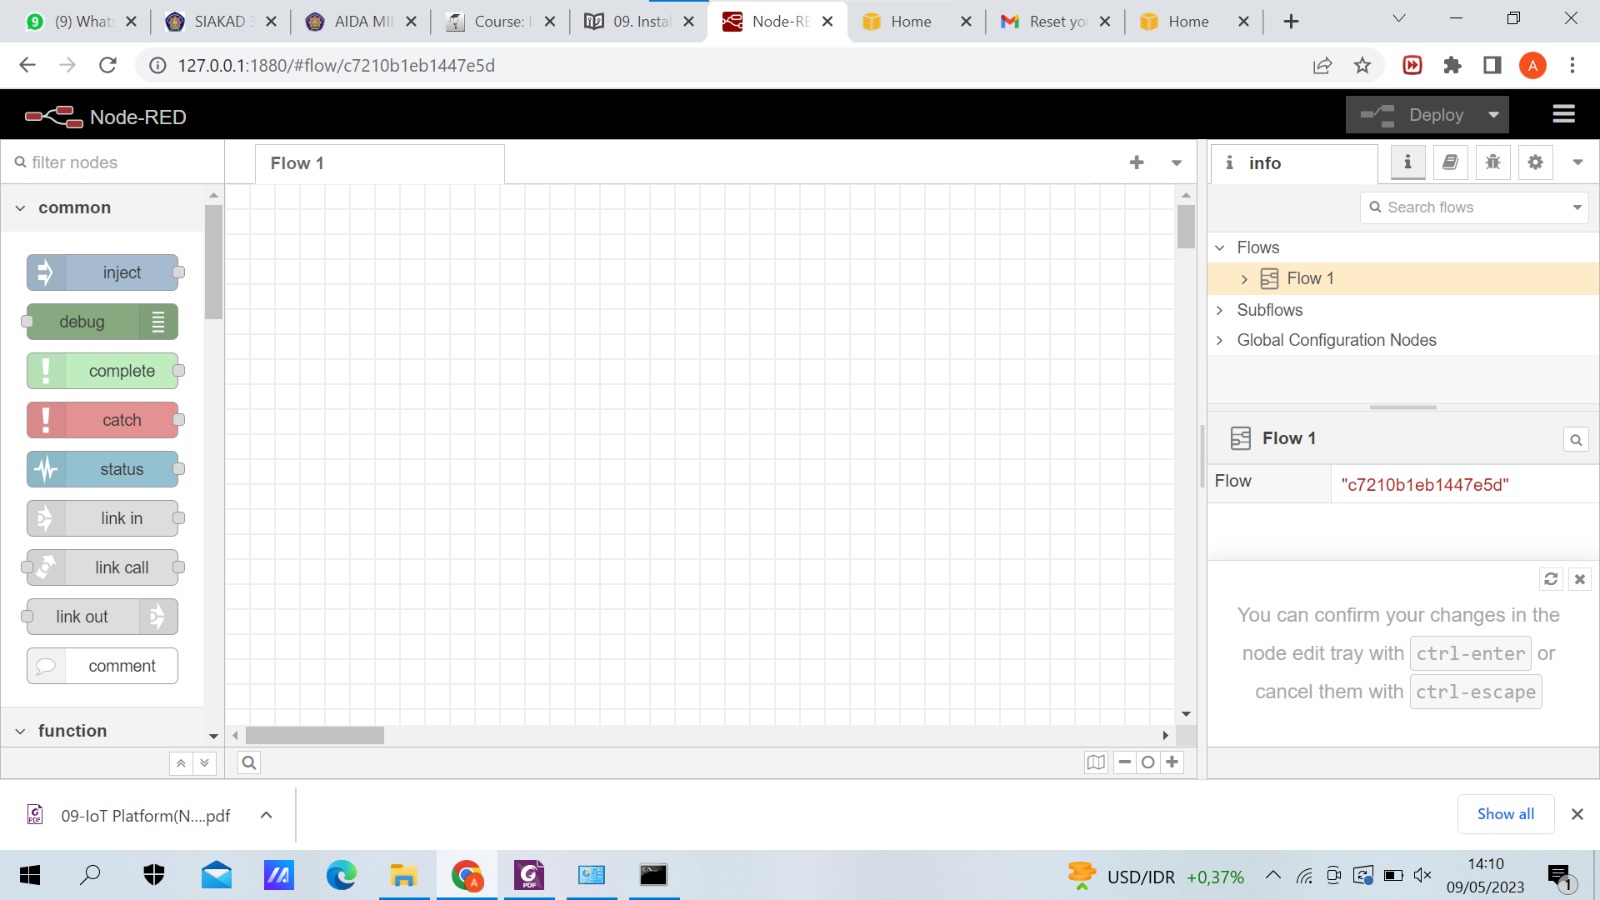 (9) Whats
SIAKAD 3
AIDA MIL
Course: I
09. Instal
Node-RE
Home
Reset yo
Home
127.0.0.1:1880/#flow/c7210b1eb1447e5d
A
Node-RED
Deploy
filter nodes
Flow 1
info
common
Search flows
inject
debug
complete
catch
status
link in
link call
link out
comment
function
Flows
Flow 1
Subflows
Global Configuration Nodes
Flow 1
Flow "c7210b1eb1447e5d"
You can confirm your changes in the
node edit tray with ctrl-enter or
cancel them with ctrl-escape
09-IoT Platform(N....pdf
Show all
USD/IDR +0,37%
14:10
09/05/2023
1